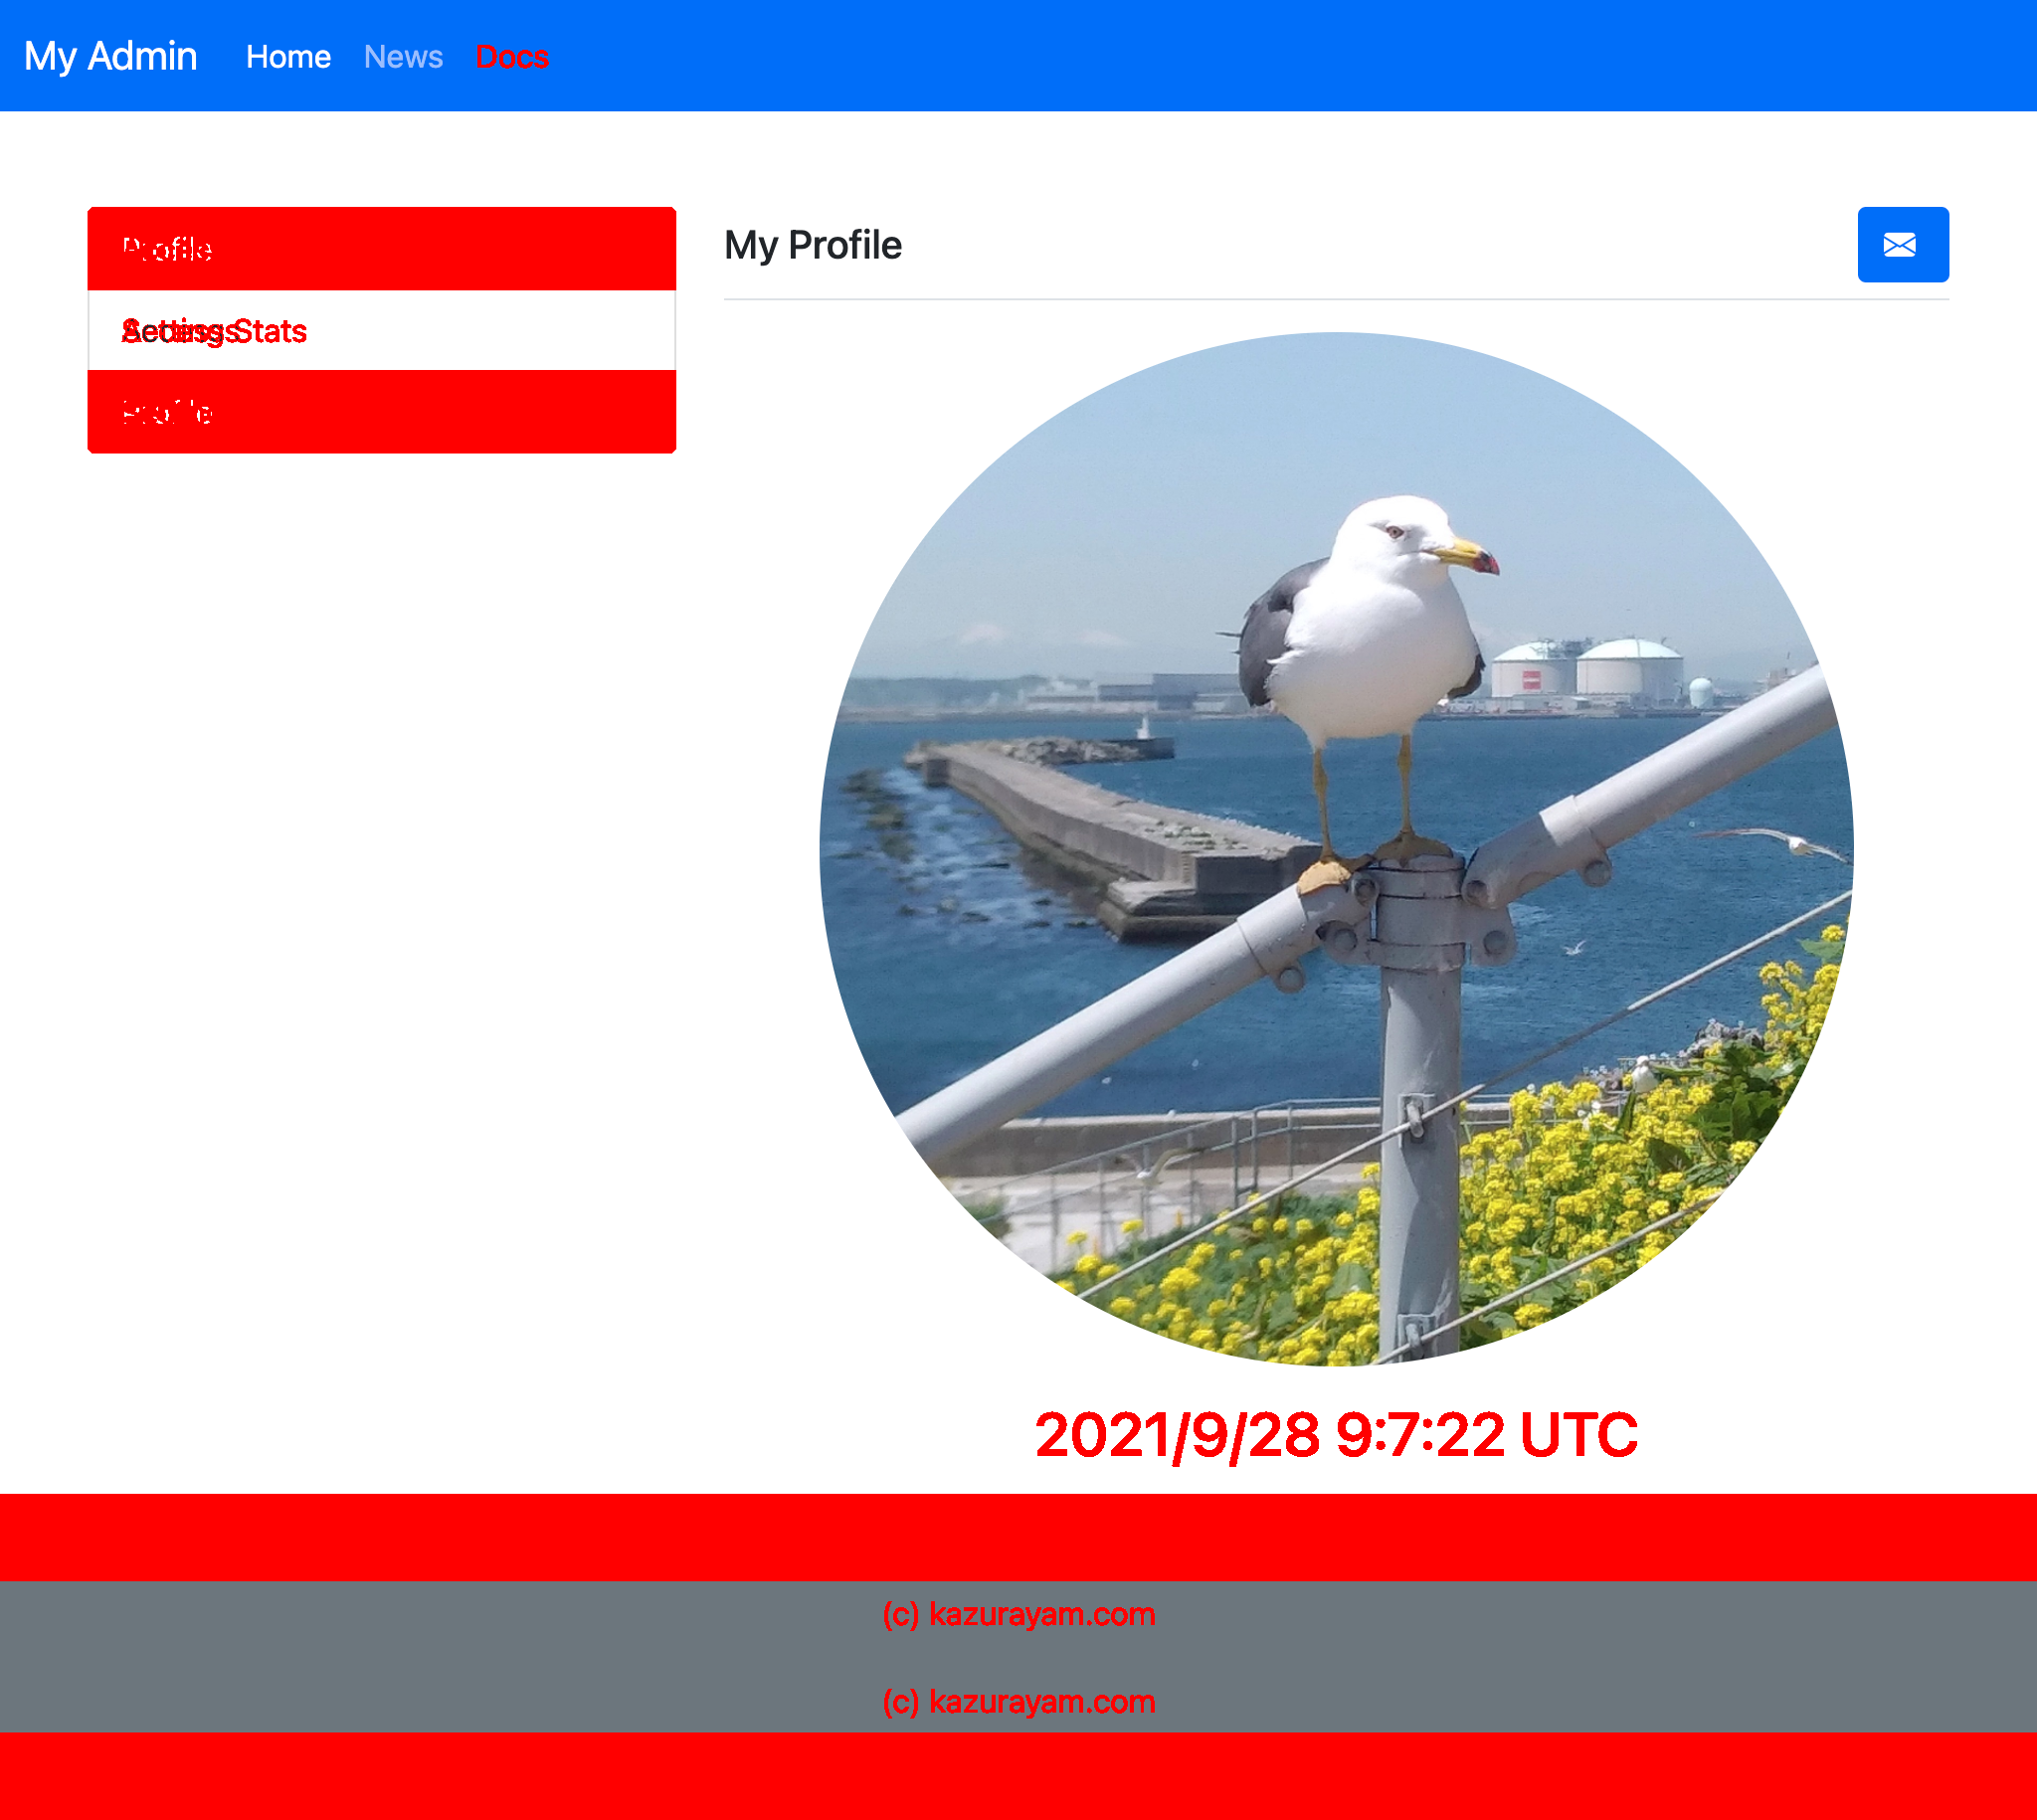 My Admin Home News Docs
Profile
My Profile
Settings
Access Stats
Profile
2021/9/28 9:7:22 UTC
(c) kazurayam.com
(c) kazurayam.com